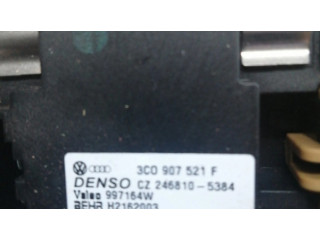 3C0 907 521 F
DENSO CZ 246810-5384
Valeo 997164W
BEHR H2162003